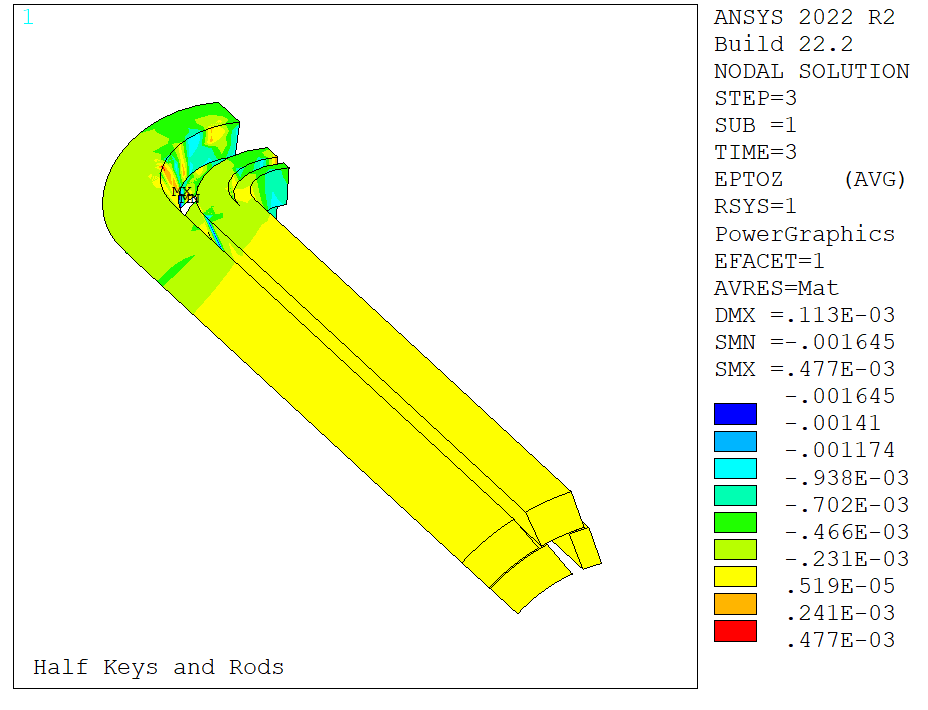 1
ANSYS 2022 R2
Build 22.2
NODAL SOLUTION
STEP=3
SUB =1
TIME=3
EPTOZ (AVG)
RSYS=1
PowerGraphics
EFACET=1
AVRES=Mat
DMX =.113E-03
SMN =-.001645
SMX =.477E-03
-.001645
-.00141
-.001174
-.938E-03
-.702E-03
-.466E-03
-.231E-03
.519E-05
.241E-03
.477E-03
MX
MN
Half Keys and Rods